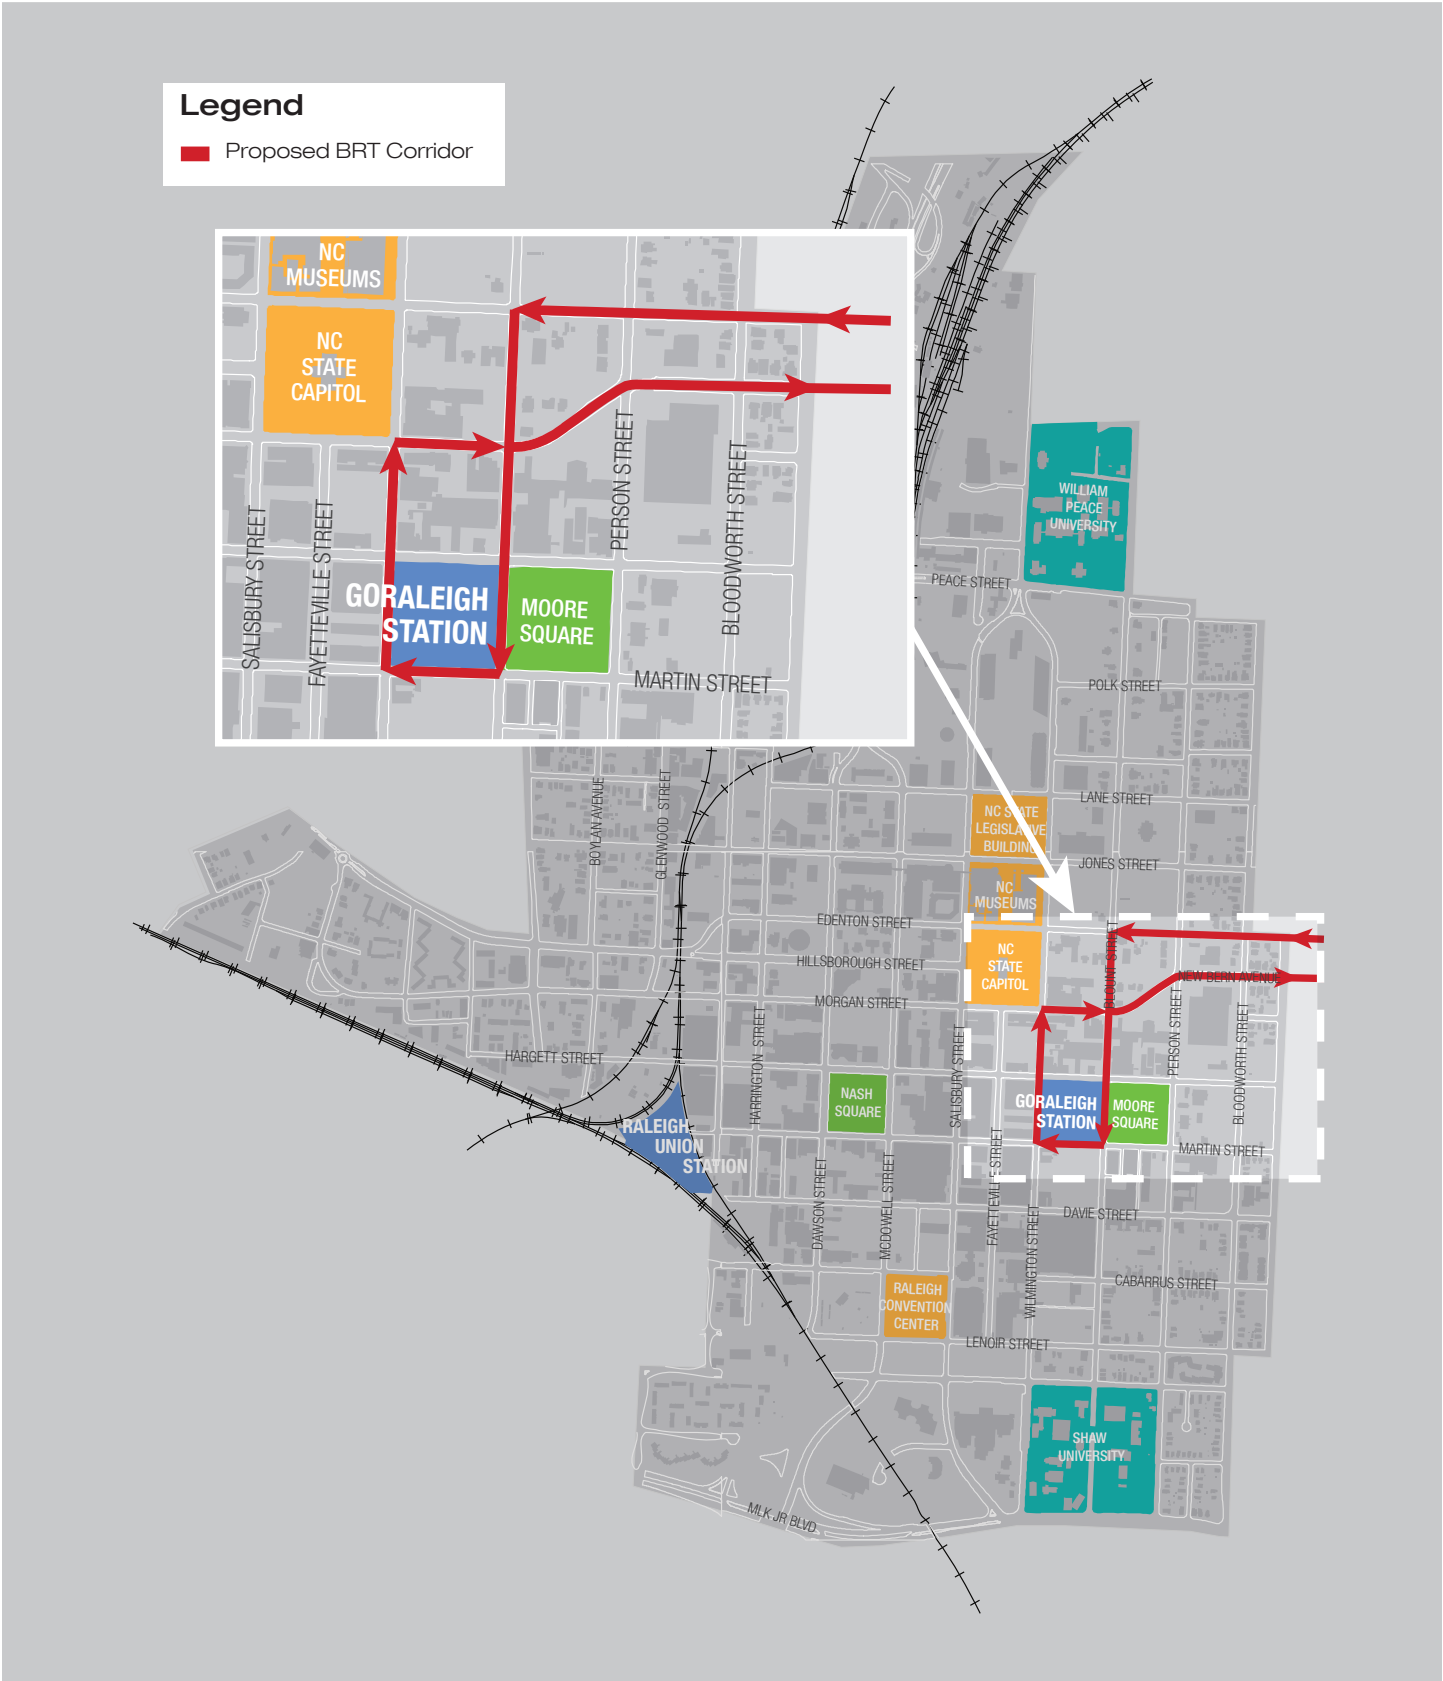 Legend
Proposed BRT Corridor
NC
MUSEUMS
NC
STATE
CAPITOL
SALISBURY STREET
FAYETTEVILLE STREET
PERSON STREET
BLOODWORTH STREET
GORALEIGH
STATION
MOORE
SQUARE
MARTIN STREET
WILLIAM
PEACE
UNIVERSITY
PEACE STREET
POLK STREET
LANE STREET
JONES STREET
BOYLAN AVENUE
GLENWOOD STREET
NC STATE
LEGISLATIVE
BUILDING
NC
MUSEUMS
EDENTON STREET
HILLSBOROUGH STREET
MORGAN STREET
NC
STATE
CAPITOL
BLOUNT STREET
NEW BERN AVENUE
PERSON STREET
BLOODWORTH STREET
HARGETT STREET
HARRINGTON STREET
SALISBURY STREET
NASH
SQUARE
GORALEIGH
STATION
MOORE
SQUARE
RALEIGH
UNION
STATION
MARTIN STREET
DAWSON STREET
MCDOWELL STREET
FAYETTEVILLE STREET
WILMINGTON STREET
DAVIE STREET
CABARRUS STREET
RALEIGH
CONVENTION
CENTER
LENOIR STREET
SHAW
UNIVERSITY
MLK JR BLVD